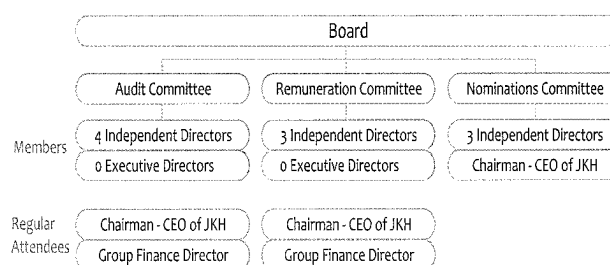 Board
Audit Committee
Remuneration Committee
Nominations Committee
Members
4 Independent Directors
3 Independent Directors
3 Independent Directors
0 Executive Directors
0 Executive Directors
Chairman - CEO of JKH
Regular
Attendees
Chairman - CEO of JKH
Chairman - CEO of JKH
Group Finance Director
Group Finance Director